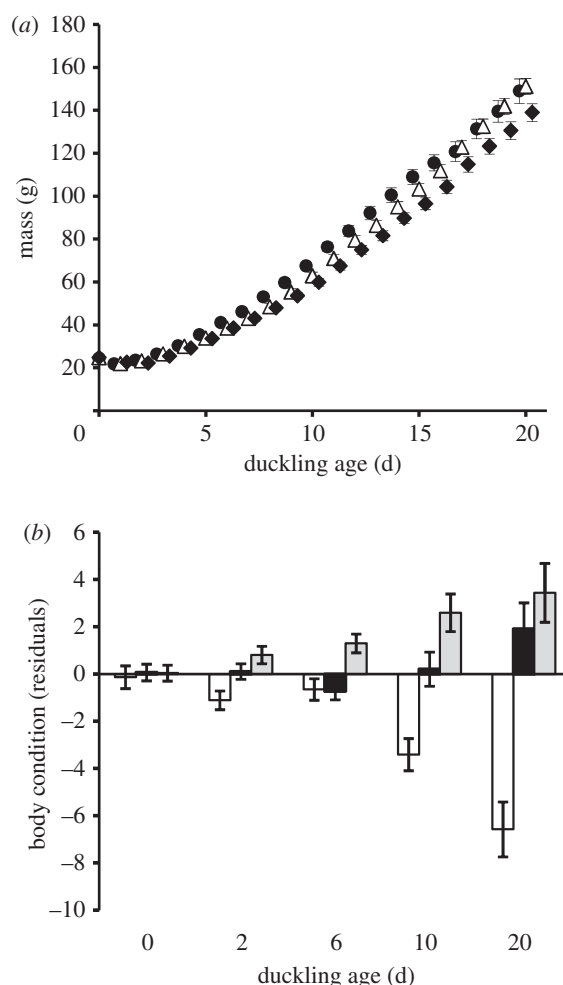 (a)
180
160
140
120
100
80
60
40
20
mass (g)
0 5 10 15 20
duckling age (d)
(b)
6
4
2
0
–2
–4
–6
–8
–10
body condition (residuals)
0 2 6 10 20
duckling age (d)